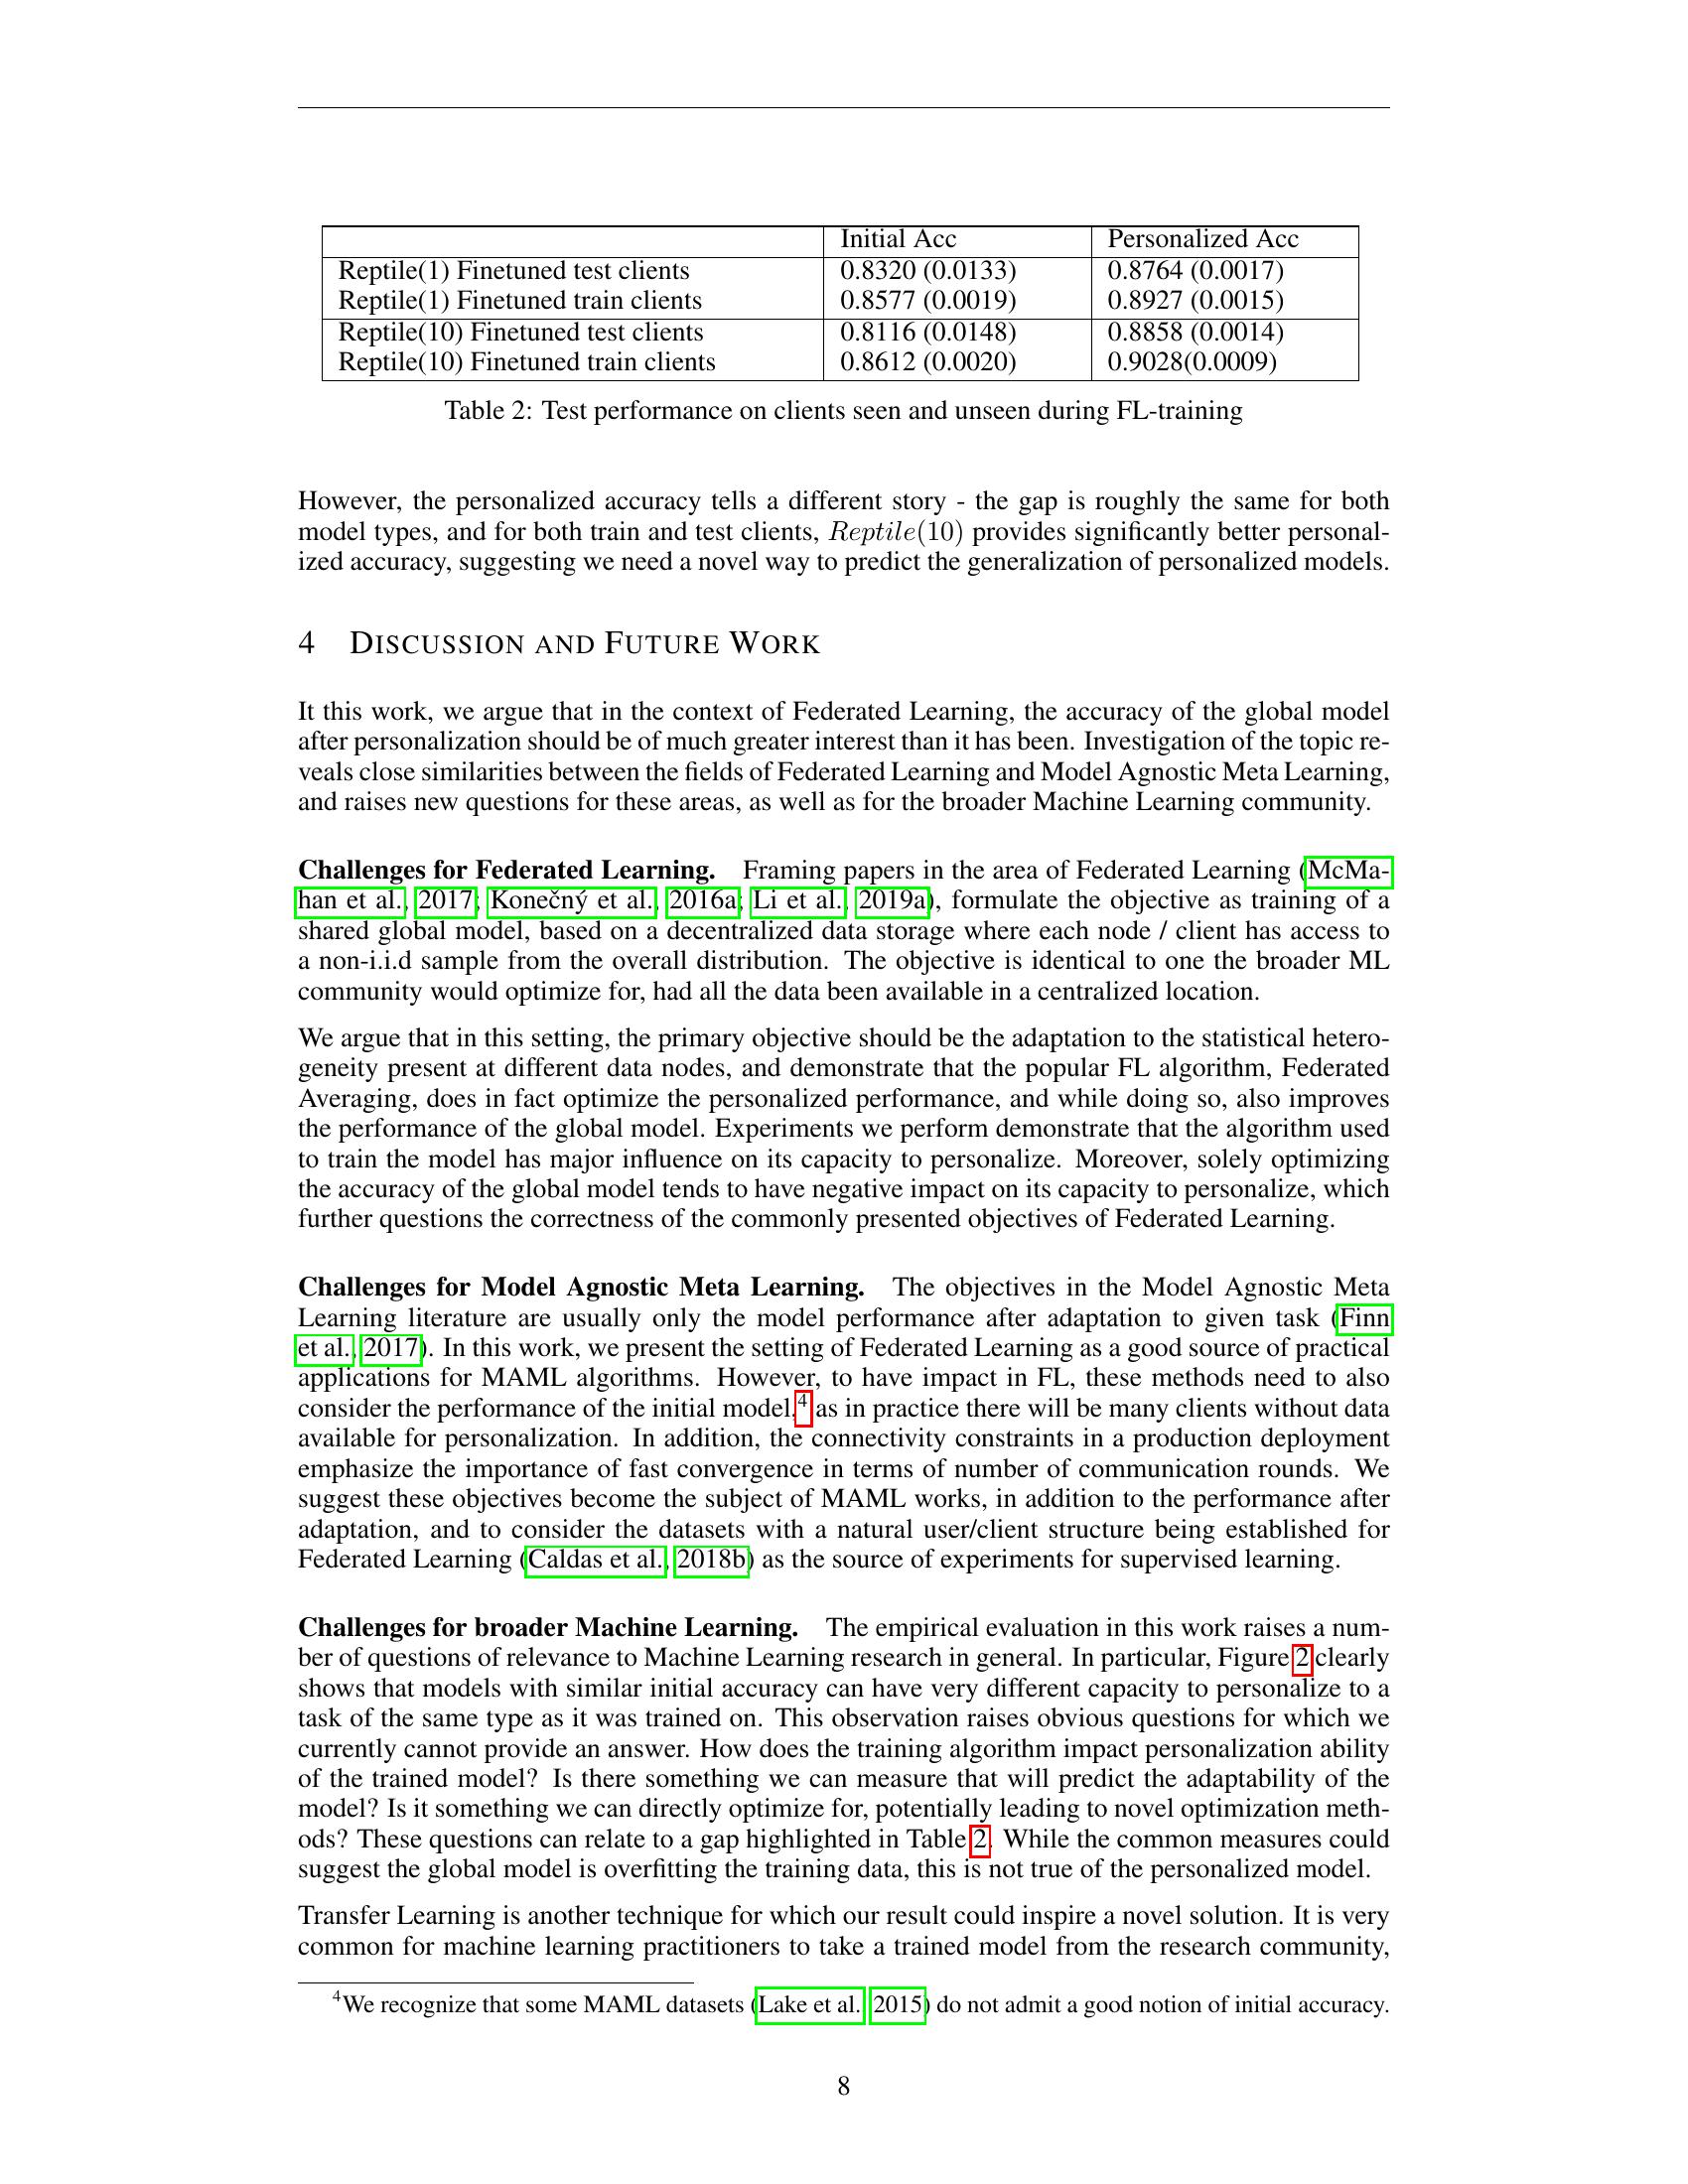 Initial Acc Personalized Acc
Reptile(1) Finetuned test clients 0.8320 (0.0133) 0.8764 (0.0017)
Reptile(1) Finetuned train clients 0.8577 (0.0019) 0.8927 (0.0015)
Reptile(10) Finetuned test clients 0.8116 (0.0148) 0.8858 (0.0014)
Reptile(10) Finetuned train clients 0.8612 (0.0020) 0.9028(0.0009)
Table 2: Test performance on clients seen and unseen during FL-training
However, the personalized accuracy tells a different story - the gap is roughly the same for both
model types, and for both train and test clients, Reptile(10) provides significantly better personal-
ized accuracy, suggesting we need a novel way to predict the generalization of personalized models.
4 DISCUSSION AND FUTURE WORK
It this work, we argue that in the context of Federated Learning, the accuracy of the global model
after personalization should be of much greater interest than it has been. Investigation of the topic re-
veals close similarities between the fields of Federated Learning and Model Agnostic Meta Learning,
and raises new questions for these areas, as well as for the broader Machine Learning community.
Challenges for Federated Learning. Framing papers in the area of Federated Learning (McMa-
han et al., 2017; Konečný et al., 2016a; Li et al., 2019a), formulate the objective as training of a
shared global model, based on a decentralized data storage where each node / client has access to
a non-i.i.d sample from the overall distribution. The objective is identical to one the broader ML
community would optimize for, had all the data been available in a centralized location.
We argue that in this setting, the primary objective should be the adaptation to the statistical hetero-
geneity present at different data nodes, and demonstrate that the popular FL algorithm, Federated
Averaging, does in fact optimize the personalized performance, and while doing so, also improves
the performance of the global model. Experiments we perform demonstrate that the algorithm used
to train the model has major influence on its capacity to personalize. Moreover, solely optimizing
the accuracy of the global model tends to have negative impact on its capacity to personalize, which
further questions the correctness of the commonly presented objectives of Federated Learning.
Challenges for Model Agnostic Meta Learning. The objectives in the Model Agnostic Meta
Learning literature are usually only the model performance after adaptation to given task (Finn
et al., 2017). In this work, we present the setting of Federated Learning as a good source of practical
applications for MAML algorithms. However, to have impact in FL, these methods need to also
consider the performance of the initial model,4 as in practice there will be many clients without data
available for personalization. In addition, the connectivity constraints in a production deployment
emphasize the importance of fast convergence in terms of number of communication rounds. We
suggest these objectives become the subject of MAML works, in addition to the performance after
adaptation, and to consider the datasets with a natural user/client structure being established for
Federated Learning (Caldas et al., 2018b) as the source of experiments for supervised learning.
Challenges for broader Machine Learning. The empirical evaluation in this work raises a num-
ber of questions of relevance to Machine Learning research in general. In particular, Figure 2 clearly
shows that models with similar initial accuracy can have very different capacity to personalize to a
task of the same type as it was trained on. This observation raises obvious questions for which we
currently cannot provide an answer. How does the training algorithm impact personalization ability
of the trained model? Is there something we can measure that will predict the adaptability of the
model? Is it something we can directly optimize for, potentially leading to novel optimization meth-
ods? These questions can relate to a gap highlighted in Table 2. While the common measures could
suggest the global model is overfitting the training data, this is not true of the personalized model.
Transfer Learning is another technique for which our result could inspire a novel solution. It is very
common for machine learning practitioners to take a trained model from the research community,
4We recognize that some MAML datasets (Lake et al., 2015) do not admit a good notion of initial accuracy.
8